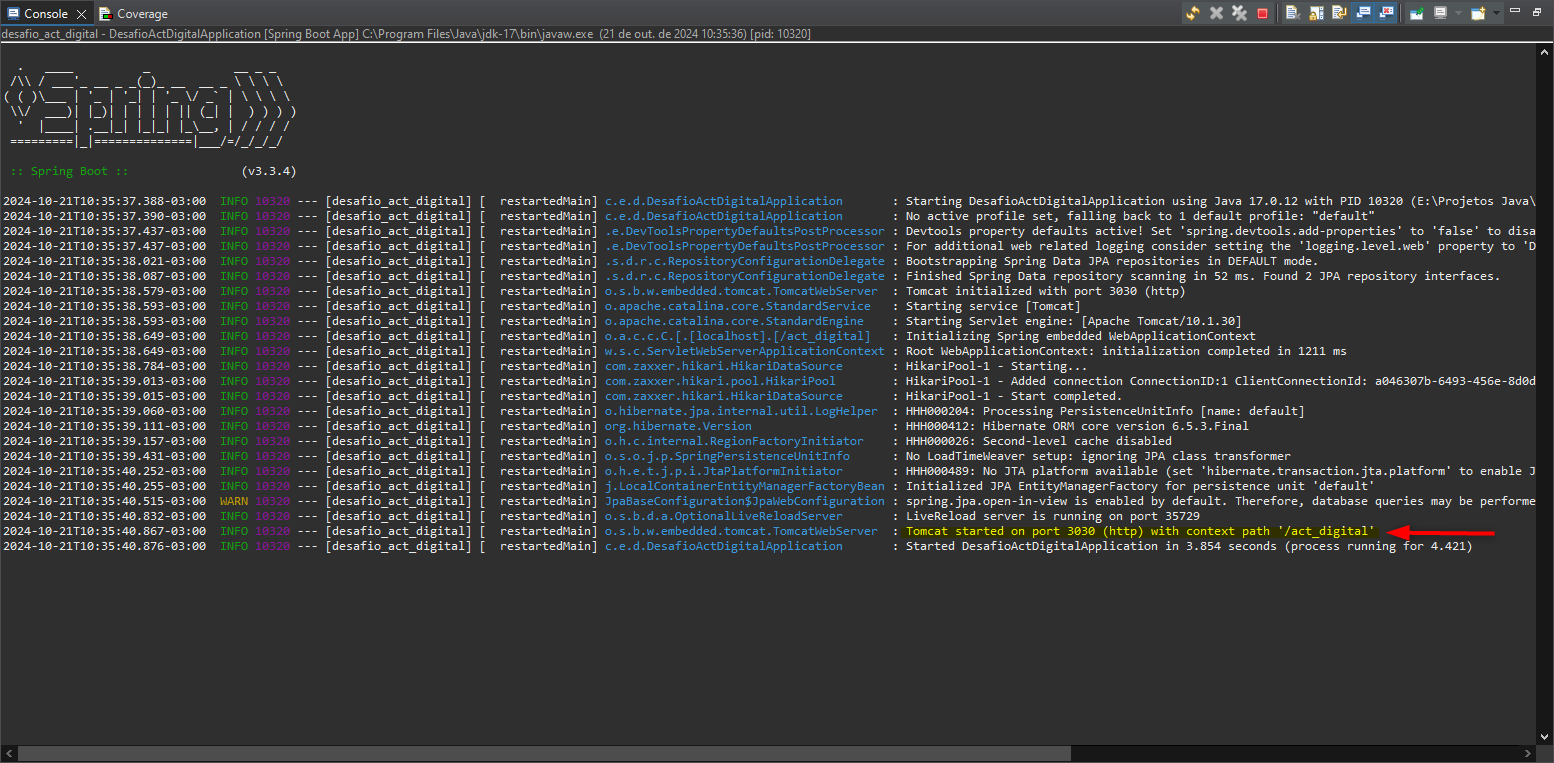 Console Coverage
desafio_act_digital - DesafioActDigitalApplication [Spring Boot App] C:\Program Files\Java\jdk-17\bin\javaw.exe (21 de out. de 2024 10:35:36) [pid: 10320]
  .   ____          _            __ _ _
 /\\ / ___'_ __ _ _(_)_ __  __ _ \ \ \ \
( ( )\___ | '_ | '_| | '_ \/ _` | \ \ \ \
 \\/  ___)| |_)| | | | | || (_| |  ) ) ) )
  '  |____| .__|_| |_|_| |_\__, | / / / /
 =========|_|==============|___/=/_/_/_/
 :: Spring Boot ::                (v3.3.4)
2024-10-21T10:35:37.388-03:00  INFO 10320 --- [desafio_act_digital] [  restartedMain] c.e.d.DesafioActDigitalApplication       : Starting DesafioActDigitalApplication using Java 17.0.12 with PID 10320 (E:\Projetos Java\
2024-10-21T10:35:37.390-03:00  INFO 10320 --- [desafio_act_digital] [  restartedMain] c.e.d.DesafioActDigitalApplication       : No active profile set, falling back to 1 default profile: "default"
2024-10-21T10:35:37.437-03:00  INFO 10320 --- [desafio_act_digital] [  restartedMain] .e.DevToolsPropertyDefaultsPostProcessor : Devtools property defaults active! Set 'spring.devtools.add-properties' to 'false' to disa
2024-10-21T10:35:37.437-03:00  INFO 10320 --- [desafio_act_digital] [  restartedMain] .e.DevToolsPropertyDefaultsPostProcessor : For additional web related logging consider setting the 'logging.level.web' property to 'D
2024-10-21T10:35:38.021-03:00  INFO 10320 --- [desafio_act_digital] [  restartedMain] .s.d.r.c.RepositoryConfigurationDelegate : Bootstrapping Spring Data JPA repositories in DEFAULT mode.
2024-10-21T10:35:38.087-03:00  INFO 10320 --- [desafio_act_digital] [  restartedMain] .s.d.r.c.RepositoryConfigurationDelegate : Finished Spring Data repository scanning in 52 ms. Found 2 JPA repository interfaces.
2024-10-21T10:35:38.579-03:00  INFO 10320 --- [desafio_act_digital] [  restartedMain] o.s.b.w.embedded.tomcat.TomcatWebServer  : Tomcat initialized with port 3030 (http)
2024-10-21T10:35:38.593-03:00  INFO 10320 --- [desafio_act_digital] [  restartedMain] o.apache.catalina.core.StandardService   : Starting service [Tomcat]
2024-10-21T10:35:38.593-03:00  INFO 10320 --- [desafio_act_digital] [  restartedMain] o.apache.catalina.core.StandardEngine    : Starting Servlet engine: [Apache Tomcat/10.1.30]
2024-10-21T10:35:38.649-03:00  INFO 10320 --- [desafio_act_digital] [  restartedMain] o.a.c.c.C.[.[localhost].[/act_digital]   : Initializing Spring embedded WebApplicationContext
2024-10-21T10:35:38.649-03:00  INFO 10320 --- [desafio_act_digital] [  restartedMain] w.s.c.ServletWebServerApplicationContext : Root WebApplicationContext: initialization completed in 1211 ms
2024-10-21T10:35:38.784-03:00  INFO 10320 --- [desafio_act_digital] [  restartedMain] com.zaxxer.hikari.HikariDataSource       : HikariPool-1 - Starting...
2024-10-21T10:35:39.013-03:00  INFO 10320 --- [desafio_act_digital] [  restartedMain] com.zaxxer.hikari.pool.HikariPool        : HikariPool-1 - Added connection ConnectionID:1 ClientConnectionId: a046307b-6493-456e-8d0d
2024-10-21T10:35:39.015-03:00  INFO 10320 --- [desafio_act_digital] [  restartedMain] com.zaxxer.hikari.HikariDataSource       : HikariPool-1 - Start completed.
2024-10-21T10:35:39.060-03:00  INFO 10320 --- [desafio_act_digital] [  restartedMain] o.hibernate.jpa.internal.util.LogHelper  : HHH000204: Processing PersistenceUnitInfo [name: default]
2024-10-21T10:35:39.111-03:00  INFO 10320 --- [desafio_act_digital] [  restartedMain] org.hibernate.Version                    : HHH000412: Hibernate ORM core version 6.5.3.Final
2024-10-21T10:35:39.157-03:00  INFO 10320 --- [desafio_act_digital] [  restartedMain] o.h.c.internal.RegionFactoryInitiator    : HHH000026: Second-level cache disabled
2024-10-21T10:35:39.431-03:00  INFO 10320 --- [desafio_act_digital] [  restartedMain] o.s.o.j.p.SpringPersistenceUnitInfo      : No LoadTimeWeaver setup: ignoring JPA class transformer
2024-10-21T10:35:40.252-03:00  INFO 10320 --- [desafio_act_digital] [  restartedMain] o.h.e.t.j.p.i.JtaPlatformInitiator       : HHH000489: No JTA platform available (set 'hibernate.transaction.jta.platform' to enable J
2024-10-21T10:35:40.255-03:00  INFO 10320 --- [desafio_act_digital] [  restartedMain] j.LocalContainerEntityManagerFactoryBean : Initialized JPA EntityManagerFactory for persistence unit 'default'
2024-10-21T10:35:40.515-03:00  WARN 10320 --- [desafio_act_digital] [  restartedMain] JpaBaseConfiguration$JpaWebConfiguration : spring.jpa.open-in-view is enabled by default. Therefore, database queries may be performe
2024-10-21T10:35:40.832-03:00  INFO 10320 --- [desafio_act_digital] [  restartedMain] o.s.b.d.a.OptionalLiveReloadServer       : LiveReload server is running on port 35729
2024-10-21T10:35:40.867-03:00  INFO 10320 --- [desafio_act_digital] [  restartedMain] o.s.b.w.embedded.tomcat.TomcatWebServer  : Tomcat started on port 3030 (http) with context path '/act_digital'
2024-10-21T10:35:40.876-03:00  INFO 10320 --- [desafio_act_digital] [  restartedMain] c.e.d.DesafioActDigitalApplication       : Started DesafioActDigitalApplication in 3.854 seconds (process running for 4.421)